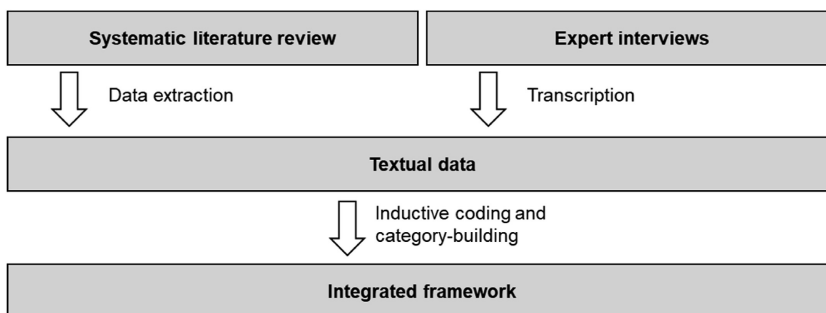 Systematic literature review
Expert interviews
Data extraction
Transcription
Textual data
Inductive coding and
category-building
Integrated framework